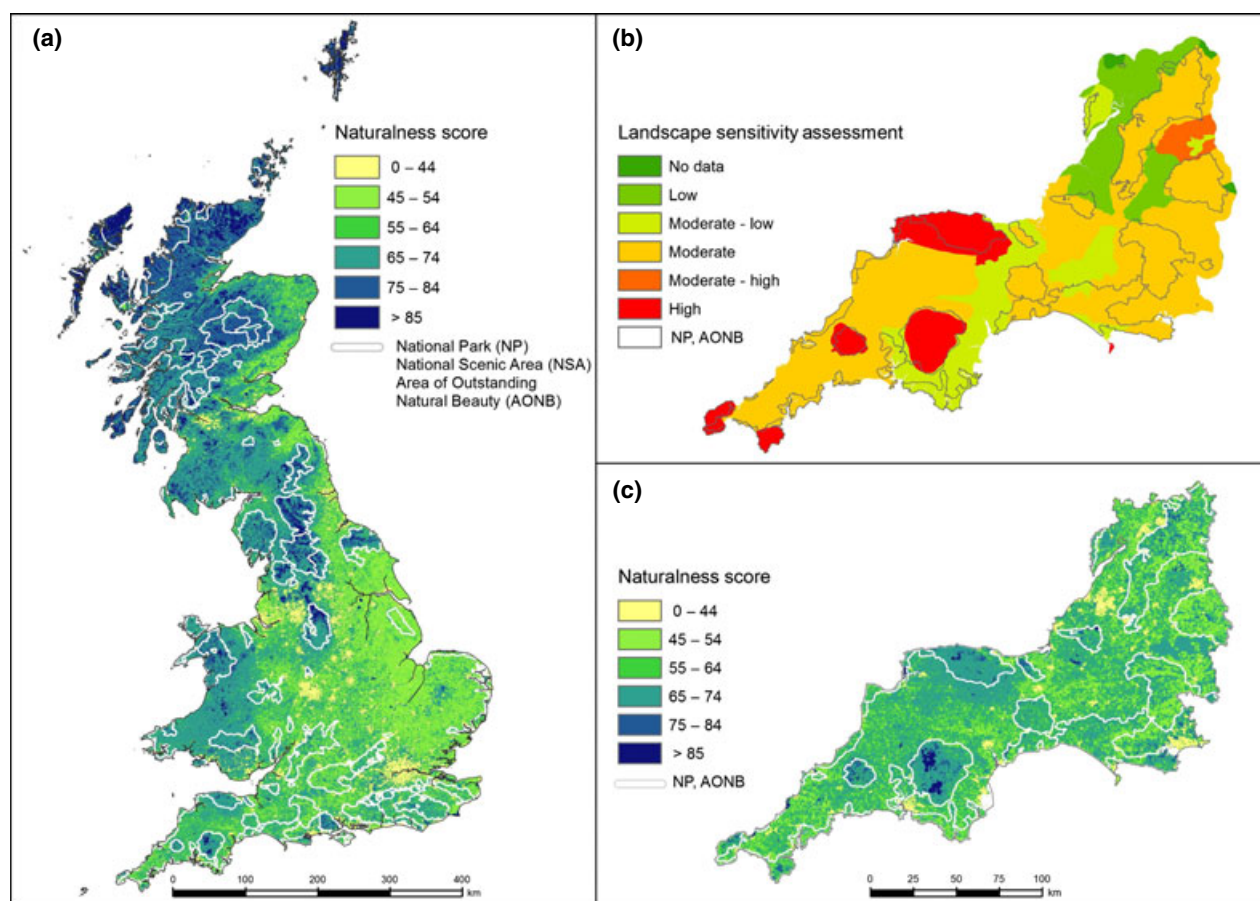 (a)
Naturalness score
0 – 44
45 – 54
55 – 64
65 – 74
75 – 84
> 85
National Park (NP)
National Scenic Area (NSA)
Area of Outstanding
Natural Beauty (AONB)
0 100 200 300 400
km
(b)
Landscape sensitivity assessment
No data
Low
Moderate - low
Moderate
Moderate - high
High
NP, AONB
(c)
Naturalness score
0 – 44
45 – 54
55 – 64
65 – 74
75 – 84
> 85
NP, AONB
0 25 50 75 100
km